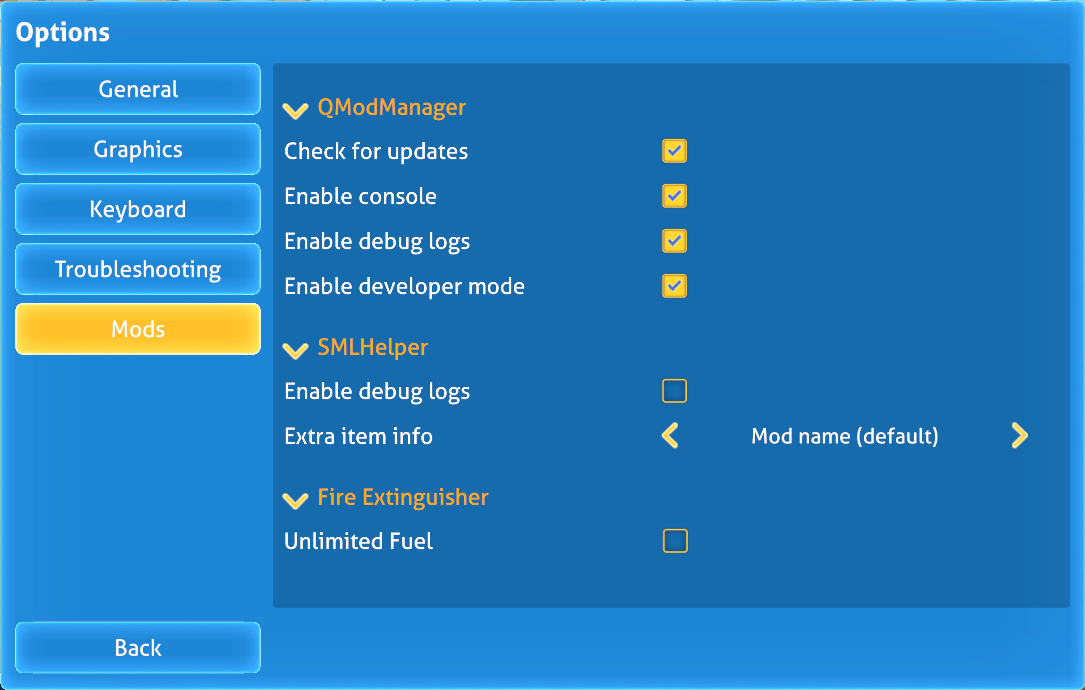 Options
General
Graphics
Keyboard
Troubleshooting
Mods
Back
QModManager
Check for updates
Enable console
Enable debug logs
Enable developer mode
SMLHelper
Enable debug logs
Extra item info
Mod name (default)
Fire Extinguisher
Unlimited Fuel